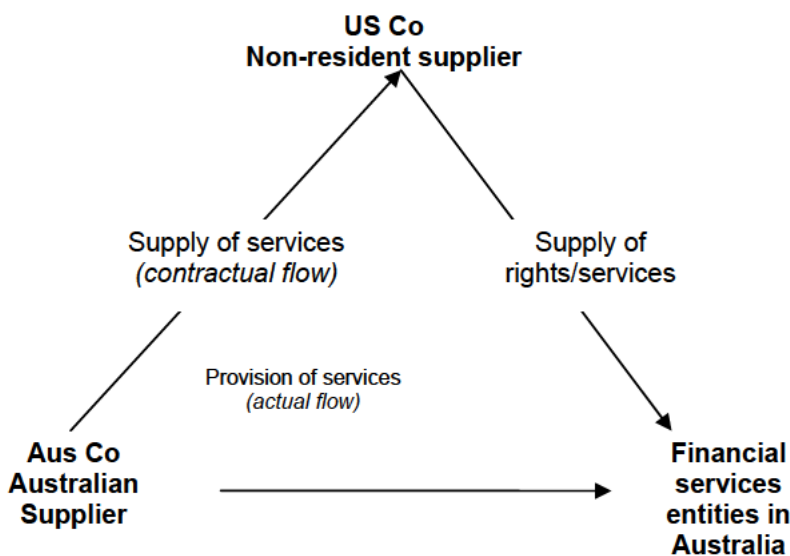 US Co
Non-resident supplier
Supply of services
(contractual flow)
Supply of
rights/services
Provision of services
(actual flow)
Aus Co
Australian
Supplier
Financial
services
entities in
Australia